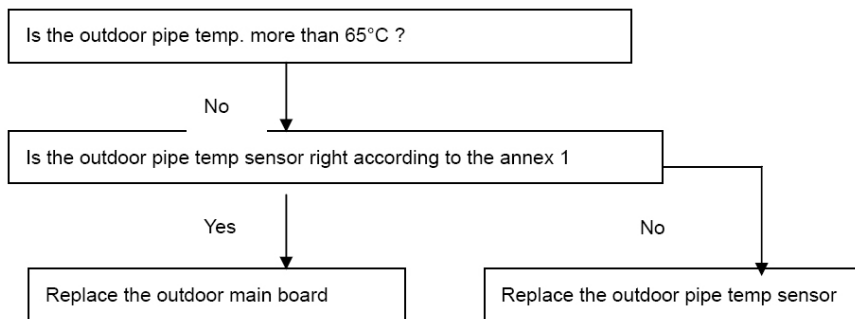 Is the outdoor pipe temp. more than 65°C ?
No
Is the outdoor pipe temp sensor right according to the annex 1
Yes
No
Replace the outdoor main board
Replace the outdoor pipe temp sensor